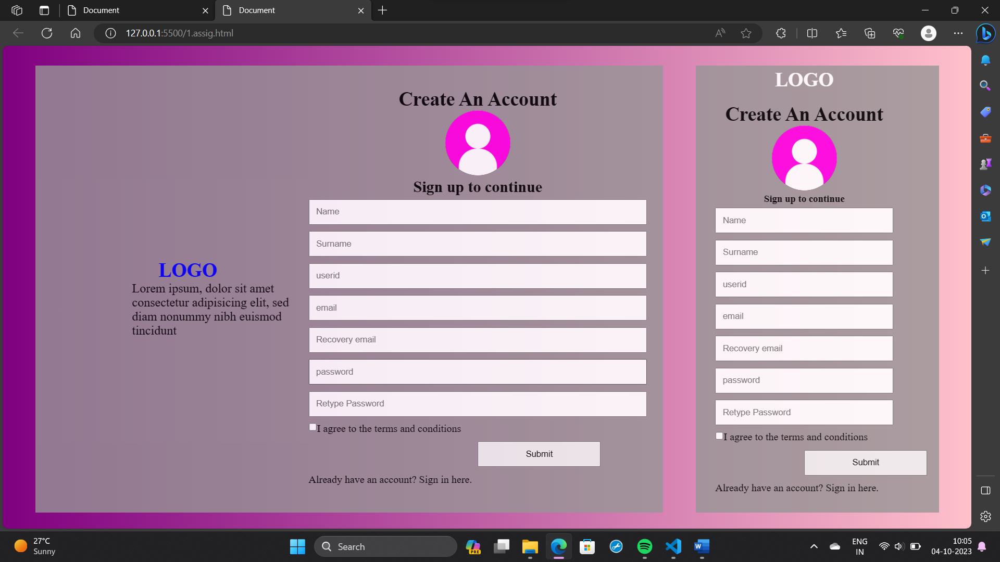 Document
Document
127.0.0.1:5500/1.assig.html
Create An Account
Sign up to continue
LOGO
Lorem ipsum, dolor sit amet
consectetur adipisicing elit, sed
diam nonummy nibh euismod
tincidunt
Name
Surname
userid
email
Recovery email
password
Retype Password
I agree to the terms and conditions
Submit
Already have an account? Sign in here.
LOGO
Create An Account
Sign up to continue
Name
Surname
userid
email
Recovery email
password
Retype Password
I agree to the terms and conditions
Submit
Already have an account? Sign in here.
27°C
Sunny
Search
PRE
ENG
IN
10:05
04-10-2023